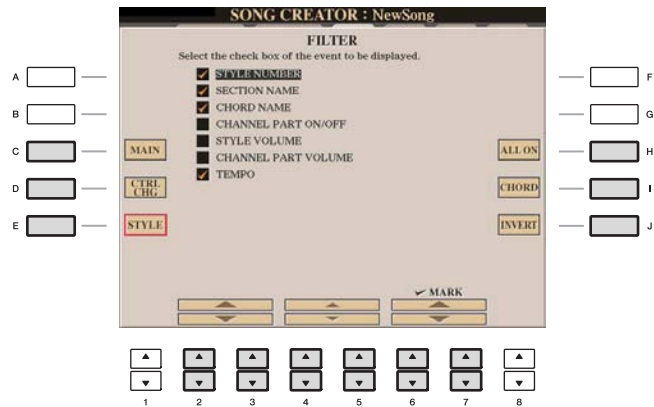 SONG CREATOR : NewSong
FILTER
Select the check box of the event to be displayed.
A
STYLE NUMBER
F
SECTION NAME
B
CHORD NAME
G
CHANNEL PART ON/OFF
C
MAIN
STYLE VOLUME
ALL ON
H
CHANNEL PART VOLUME
TEMPO
D
CTRL
CHG
CHORD
I
E
STYLE
INVERT
J
MARK
1 2 3 4 5 6 7 8